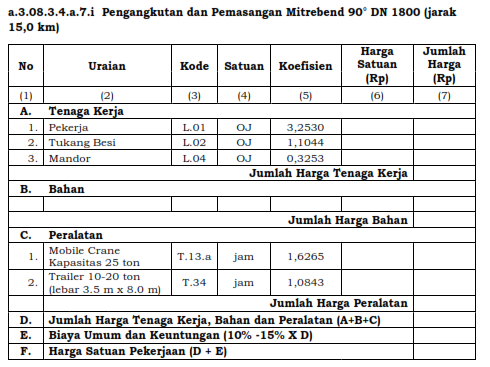 a.3.08.3.4.a.7.i Pengangkutan dan Pemasangan Mitrebend 90° DN 1800 (jarak
15,0 km)
No Uraian Kode Satuan Koefisien Harga Satuan (Rp) Jumlah Harga (Rp)
(1) (2) (3) (4) (5) (6) (7)
A. Tenaga Kerja
1. Pekerja L.01 OJ 3,2530
2. Tukang Besi L.02 OJ 1,1044
3. Mandor L.04 OJ 0,3253
Jumlah Harga Tenaga Kerja
B. Bahan
Jumlah Harga Bahan
C. Peralatan
1. Mobile Crane Kapasitas 25 ton T.13.a jam 1,6265
2. Trailer 10-20 ton (lebar 3.5 m x 8.0 m) T.34 jam 1,0843
Jumlah Harga Peralatan
D. Jumlah Harga Tenaga Kerja, Bahan dan Peralatan (A+B+C)
E. Biaya Umum dan Keuntungan (10% -15% X D)
F. Harga Satuan Pekerjaan (D + E)